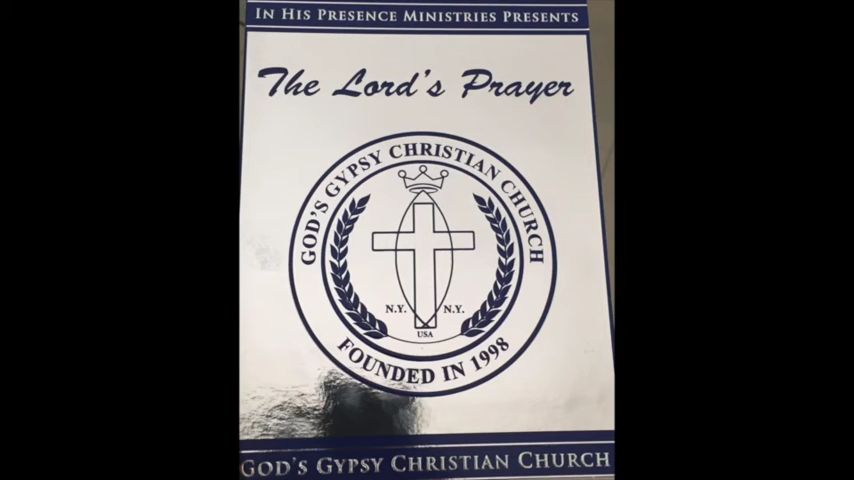 In His Presence Ministries Presents
The Lord's Prayer
GOD'S GYPSY CHRISTIAN CHURCH
N.Y. N.Y.
USA
FOUNDED IN 1998
God's Gypsy Christian Church